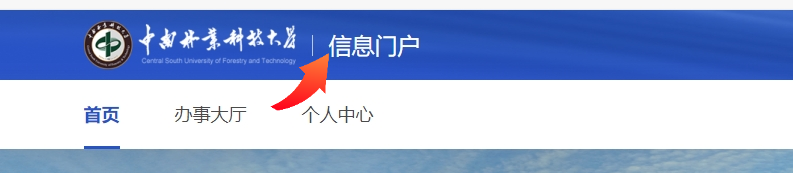 中南林业科技大学 信息门户
Central South University of Forestry and Technology
首页 办事大厅 个人中心